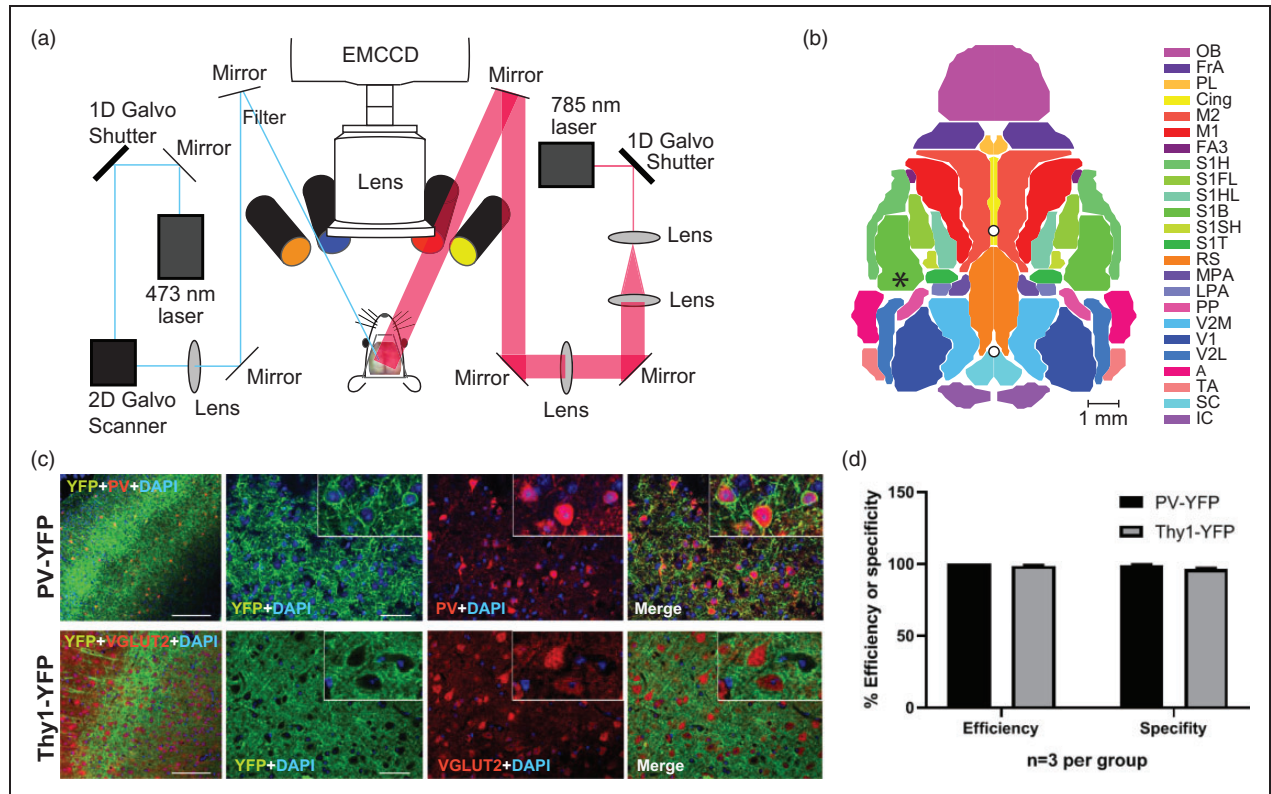 (a)
EMCCD
Mirror
Mirror
Filter
1D Galvo
Shutter
Mirror
785 nm
laser
1D Galvo
Shutter
Lens
Lens
473 nm
laser
Lens
2D Galvo
Scanner
Lens
Mirror
Mirror
Lens
Mirror
(b)
OB
FrA
PL
Cing
M2
M1
FA3
S1H
S1FL
S1HL
S1B
S1SH
S1T
RS
MPA
LPA
PP
V2M
V1
V2L
A
TA
SC
IC
*
1 mm
(c)
PV-YFP
YFP+PV+DAPI
YFP+DAPI
PV+DAPI
Merge
Thy1-YFP
YFP+VGLUT2+DAPI
YFP+DAPI
VGLUT2+DAPI
Merge
(d)
% Efficiency or specificity
150
100
50
0
PV-YFP
Thy1-YFP
Efficiency
Specifity
n=3 per group